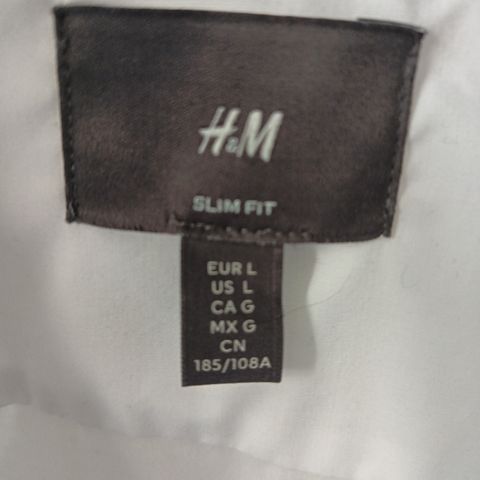 H&M
SLIM FIT
EUR L
US L
CA G
MX G
CN
185/108A